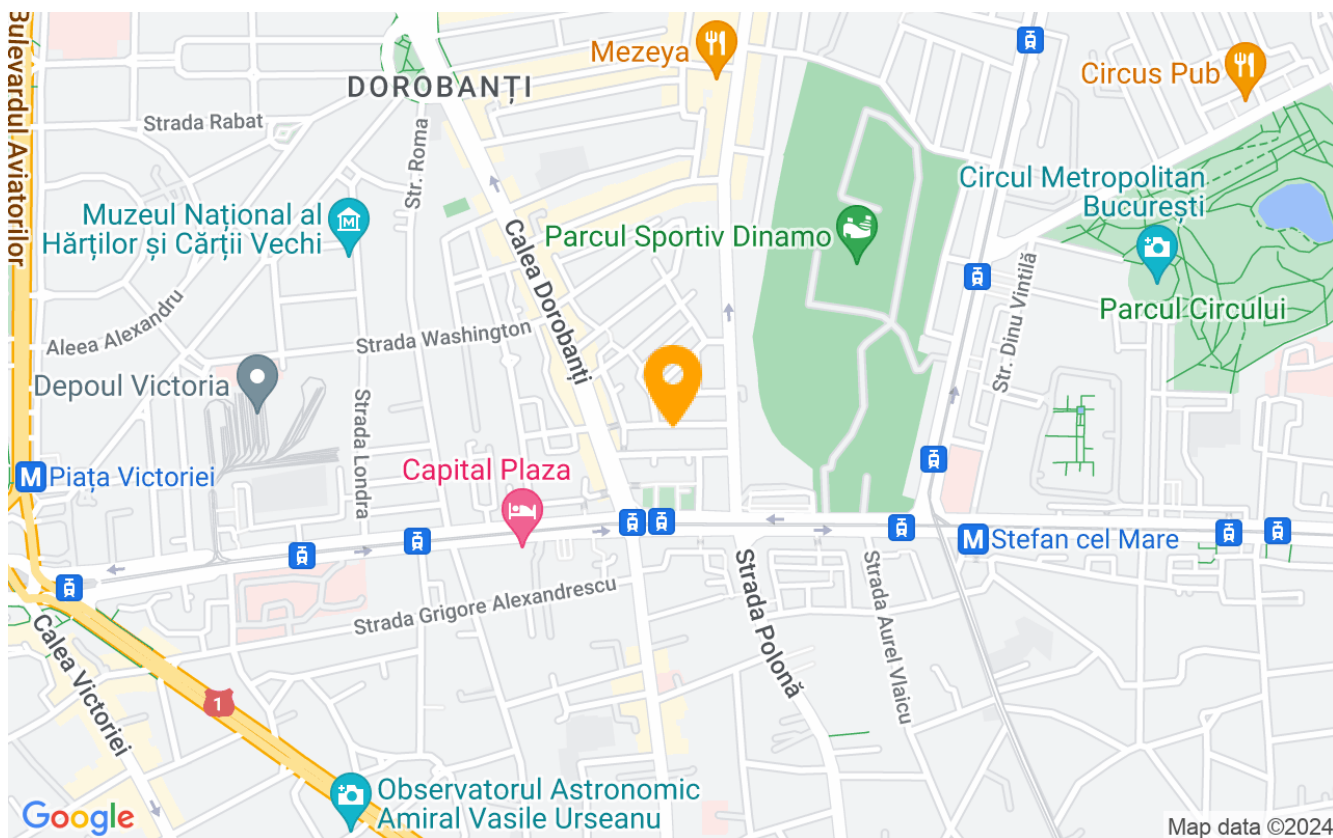 Bulevardul Aviatorilor
DOROBANȚI
Mezeya
Circus Pub
Strada Rabat
Str. Roma
Muzeul Național al
Hărților și Cărții Vechi
Calea Dorobanți
Parcul Sportiv Dinamo
Circul Metropolitan
București
Parcul Circului
Aleea Alexandru
Strada Washington
Str. Dinu Vintilă
Depoul Victoria
Strada Londra
M Piața Victoriei
Capital Plaza
M Stefan cel Mare
Strada Grigore Alexandrescu
Strada Polonă
Strada Aurel Vlaicu
Calea Victoriei
1
Observatorul Astronomic
Amiral Vasile Urseanu
Google
Map data ©2024